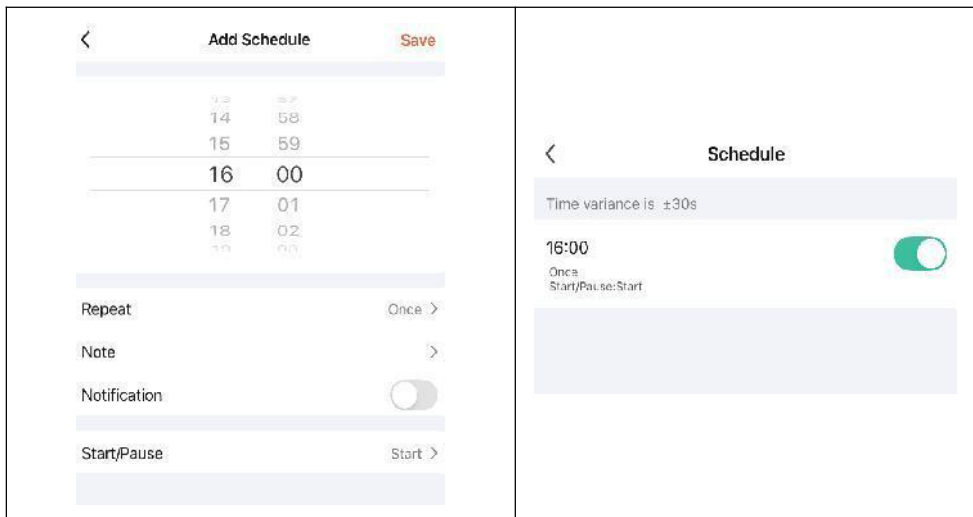 Add Schedule Save
14 58
15 59
16 00
17 01
18 02
Repeat Once
Note
Notification
Start/Pause Start
Schedule
Time variance is ±30s
16:00
Once
Start/Pause:Start